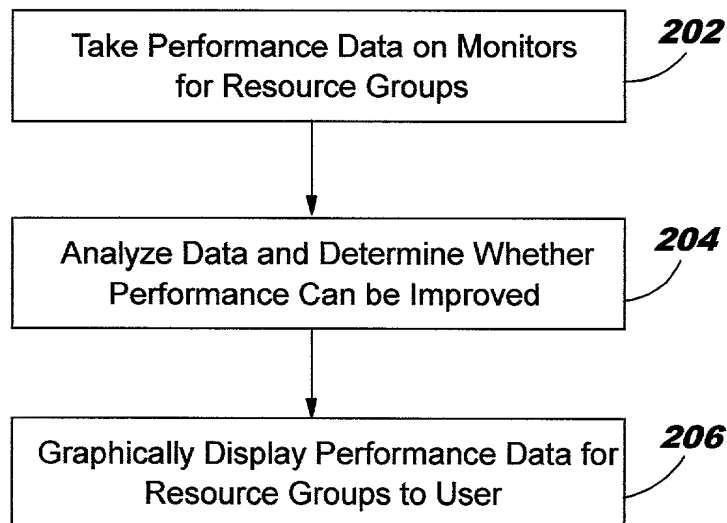 Take Performance Data on Monitors
for Resource Groups
202
Analyze Data and Determine Whether
Performance Can be Improved
204
Graphically Display Performance Data for
Resource Groups to User
206